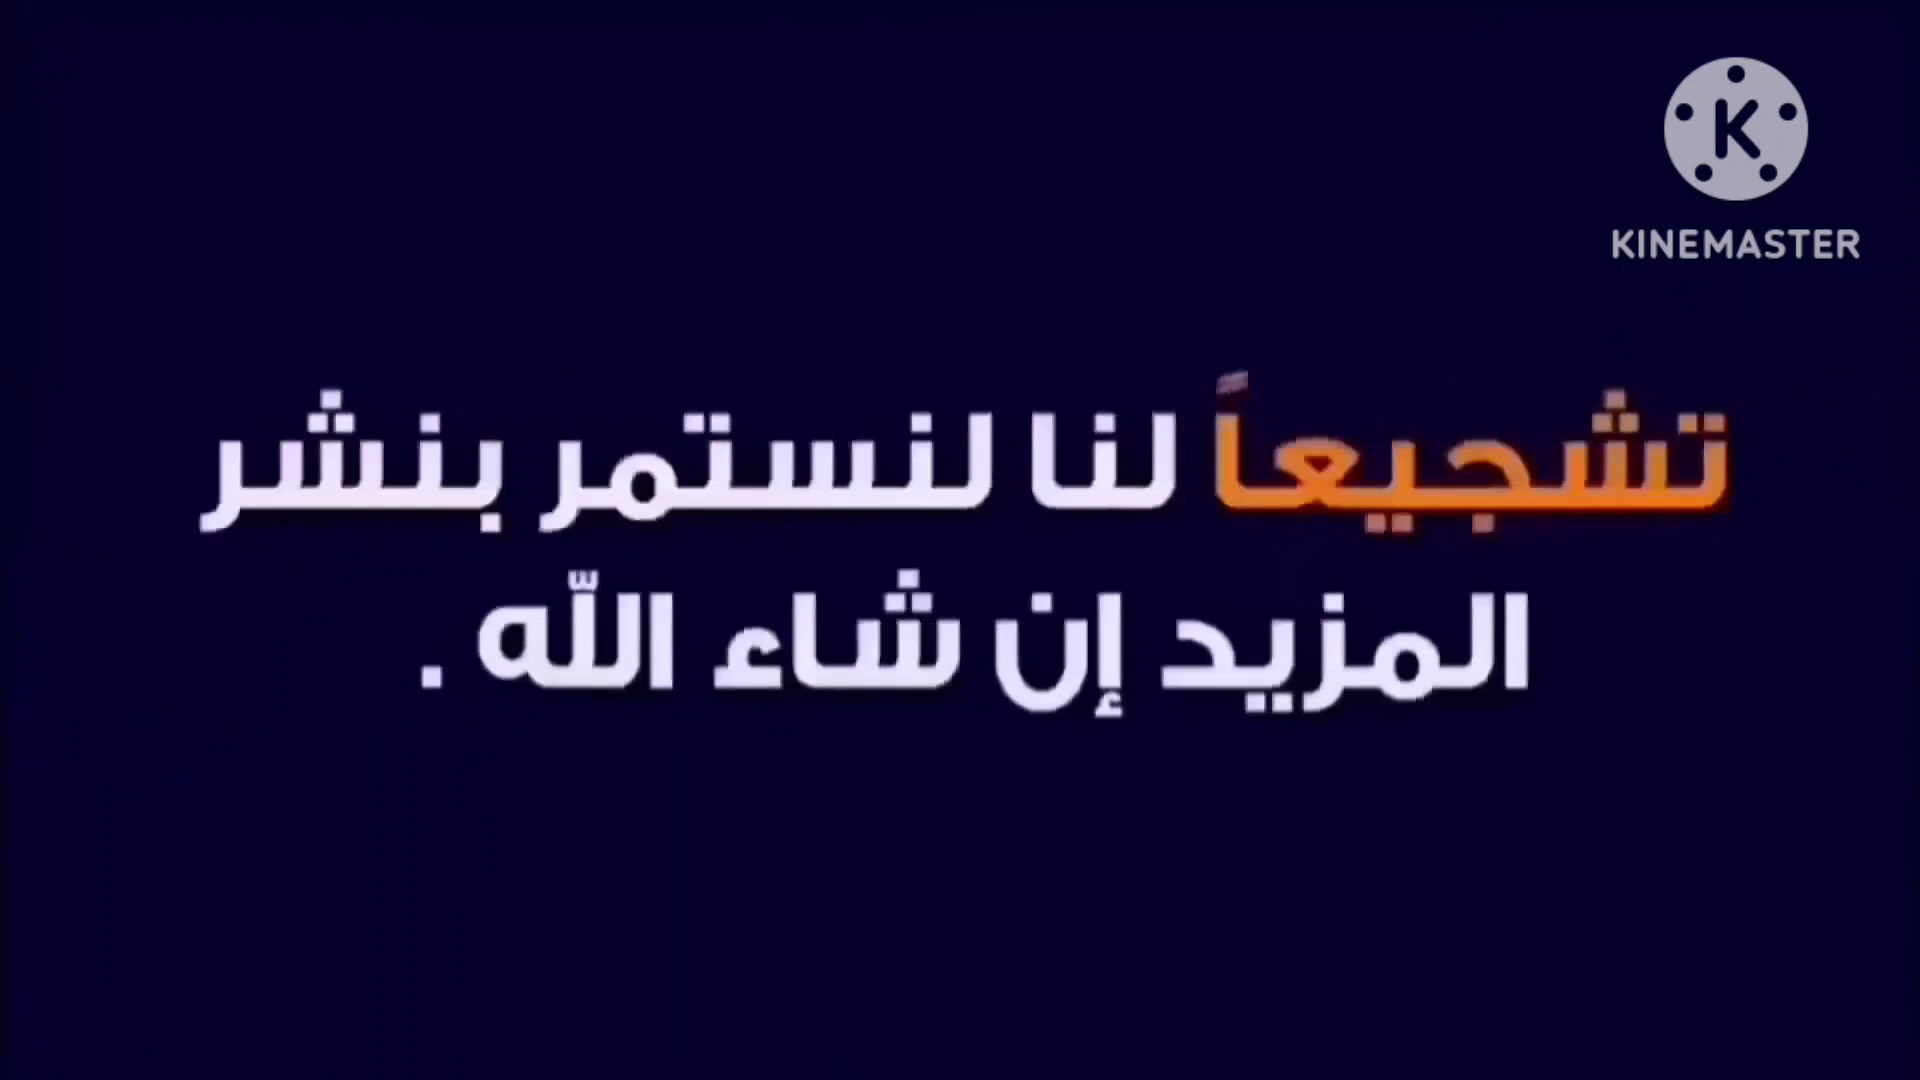 KINEMASTER
تشجيعاً لنا لنستمر بنشر
المزيد إن شاء اللّه .